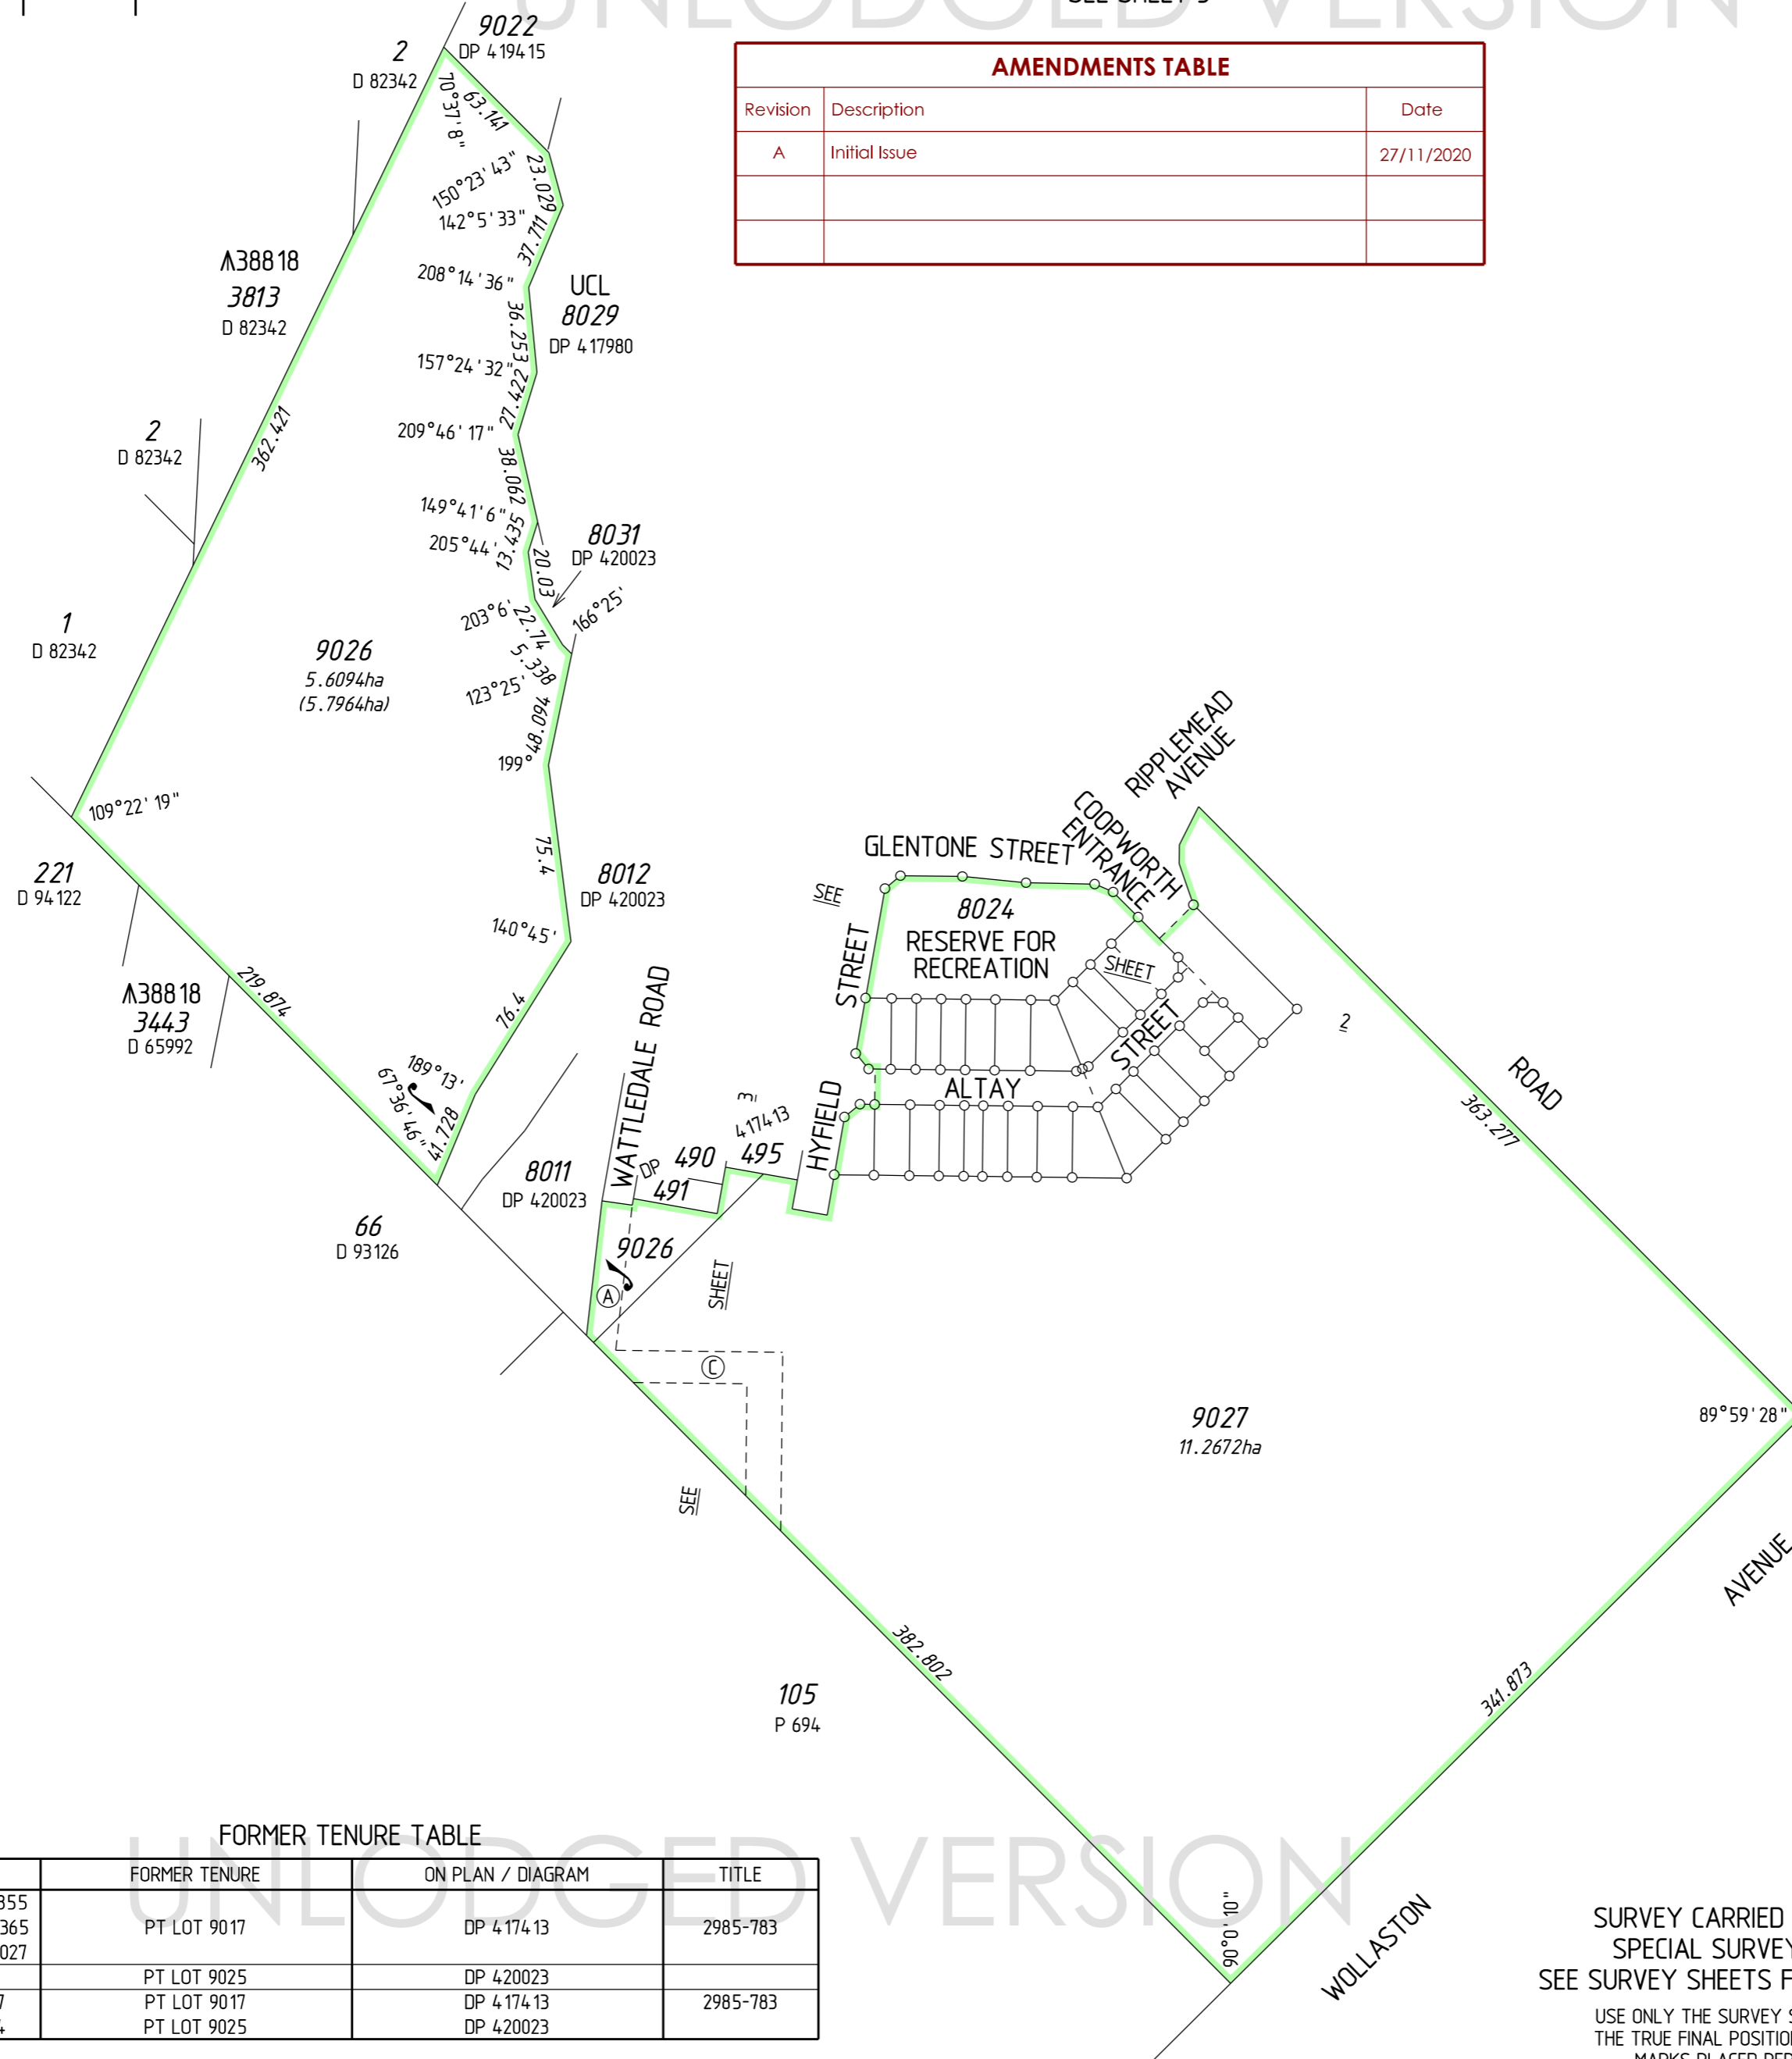 UNLODGED VERSION
AMENDMENTS TABLE
Revision Description Date
A Initial Issue 27/11/2020
9022
DP 419415
2
D 82342
70°37'8"
63.141
150°23'43"
23.029
142°5'33"
37.711
208°14'36"
36.253
UCL
8029
DP 417980
157°24'32"
27.422
209°46'17"
38.062
149°41'6"
13.435
205°44'
20.03
8031
DP 420023
203°6'
22.74
166°25'
5.338
123°25'
48.094
199°
75.4
8012
DP 420023
140°45'
76.4
189°13'
67°36'46"
41.728
38818
3813
D 82342
362.421
2
D 82342
1
D 82342
9026
5.6094ha
(5.7964ha)
109°22'19"
221
D 94122
219.874
38818
3443
D 65992
66
D 93126
8011
DP 420023
WATTLEDALE ROAD
DP 417413
490
491
495
9026
A
C
SEE SHEET
HYFIELD STREET
SEE SHEET 2
GLENTONE STREET
COOPWORTH
ENTRANCE
RIPPLEMEAD
AVENUE
8024
RESERVE FOR
RECREATION
ALTAY STREET
ROAD
363.277
9027
11.2672ha
89°59'28"
AVENUE
341.873
382.802
105
P 694
90°0'10"
WOLLASTON
FORMER TENURE TABLE
FORMER TENURE ON PLAN / DIAGRAM TITLE
355
365 PT LOT 9017 DP 417413 2985-783
027
PT LOT 9025 DP 420023
7 PT LOT 9017 DP 417413 2985-783
4 PT LOT 9025 DP 420023
UNLODGED VERSION
SURVEY CARRIED
SPECIAL SURVEY
SEE SURVEY SHEETS F
USE ONLY THE SURVEY S
THE TRUE FINAL POSITIO